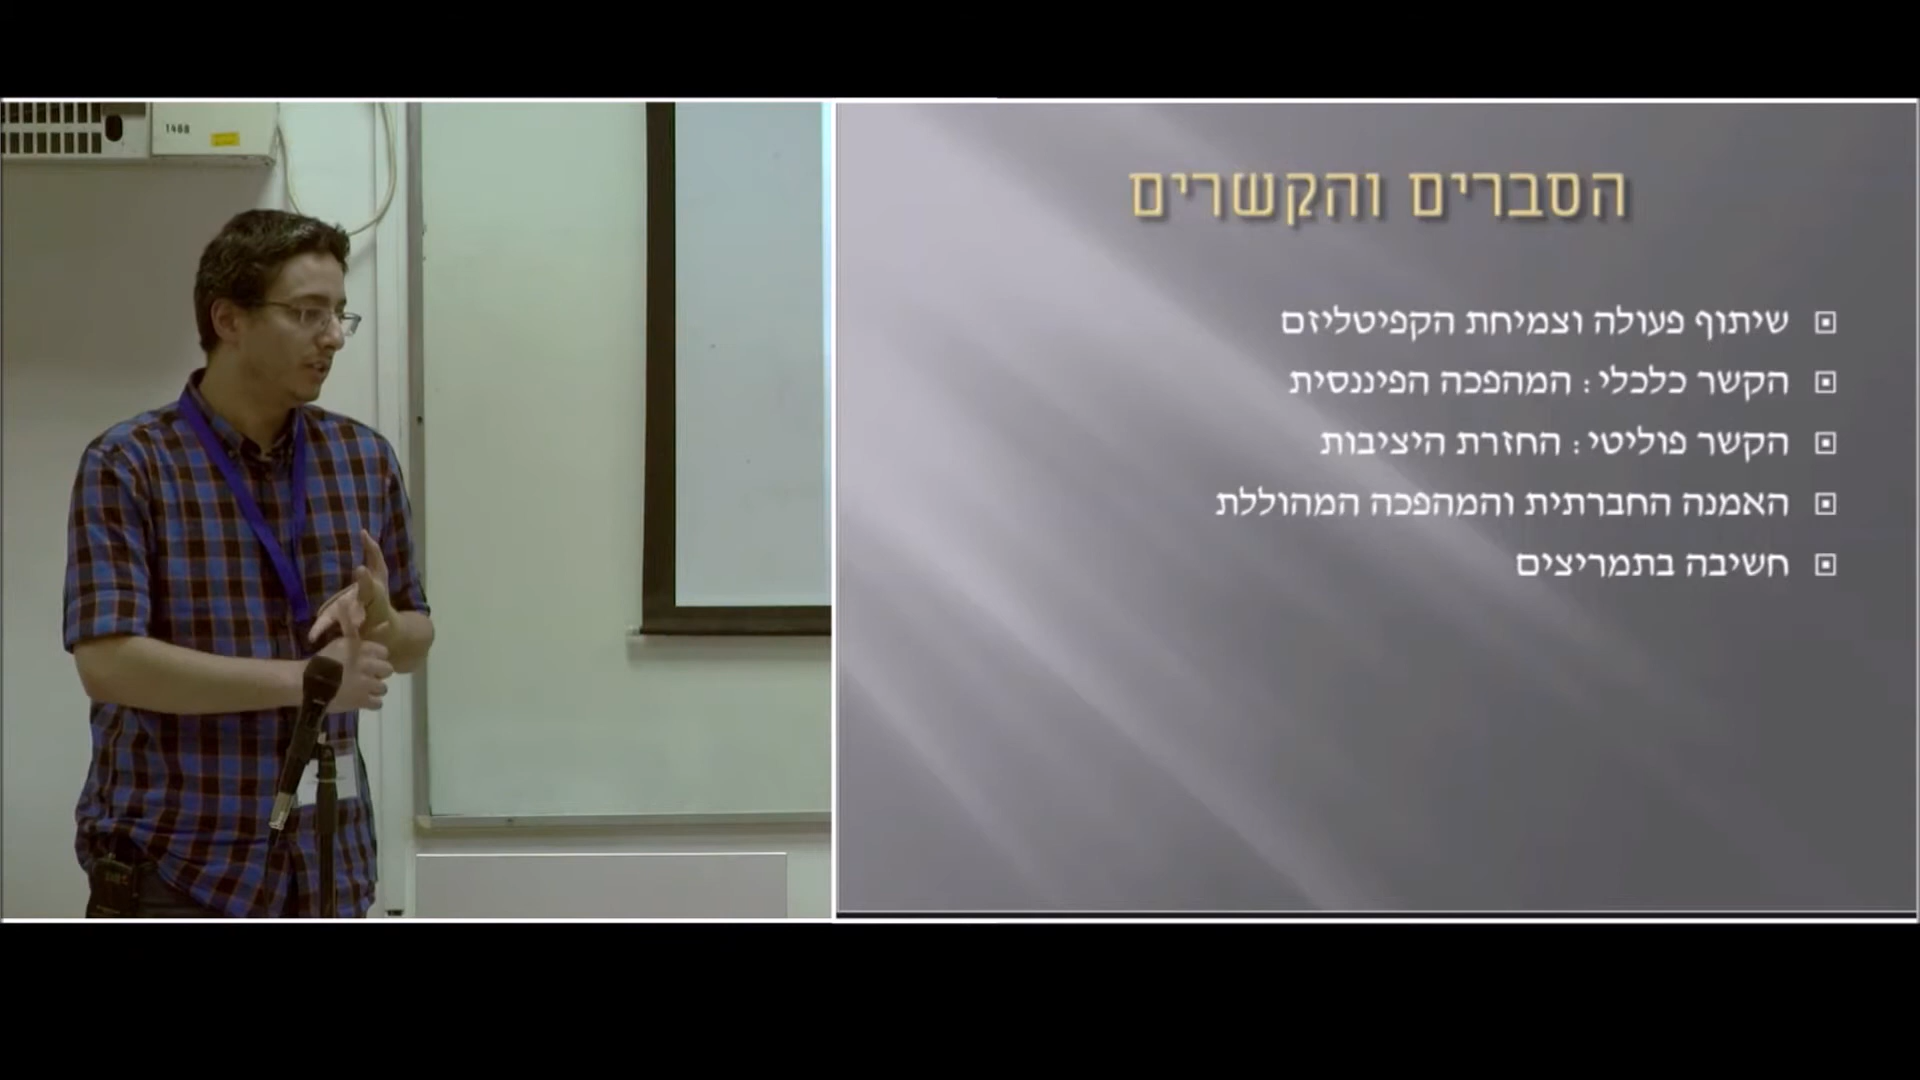 1488
הסברים והקשרים
שיתוף פעולה וצמיחת הקפיטליזם
הקשר כלכלי : המהפכה הפיננסית
הקשר פוליטי : החזרת היציבות
האמנה החברתית והמהפכה המהוללת
חשיבה בתמריצים